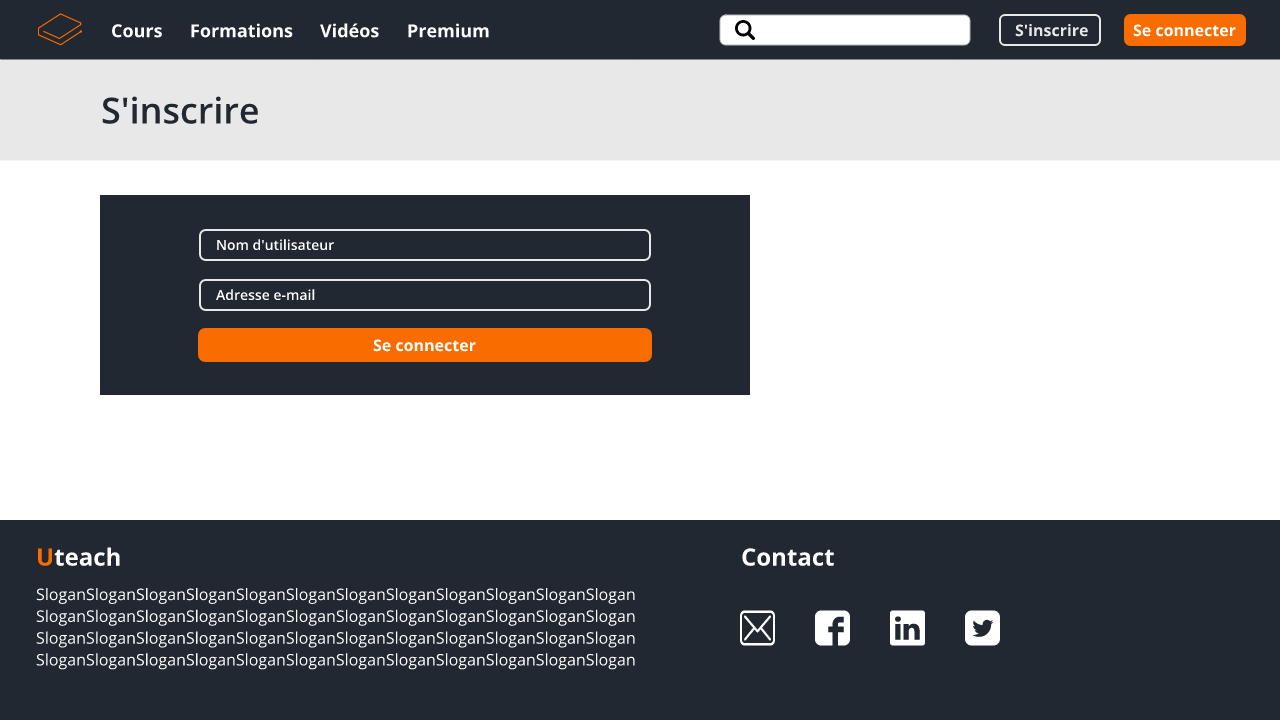 Cours Formations Vidéos Premium S'inscrire Se connecter
S'inscrire
Nom d'utilisateur
Adresse e-mail
Se connecter
Uteach
SloganSloganSloganSloganSloganSloganSloganSloganSloganSloganSloganSlogan
SloganSloganSloganSloganSloganSloganSloganSloganSloganSloganSloganSlogan
SloganSloganSloganSloganSloganSloganSloganSloganSloganSloganSloganSlogan
SloganSloganSloganSloganSloganSloganSloganSloganSloganSloganSloganSlogan
Contact